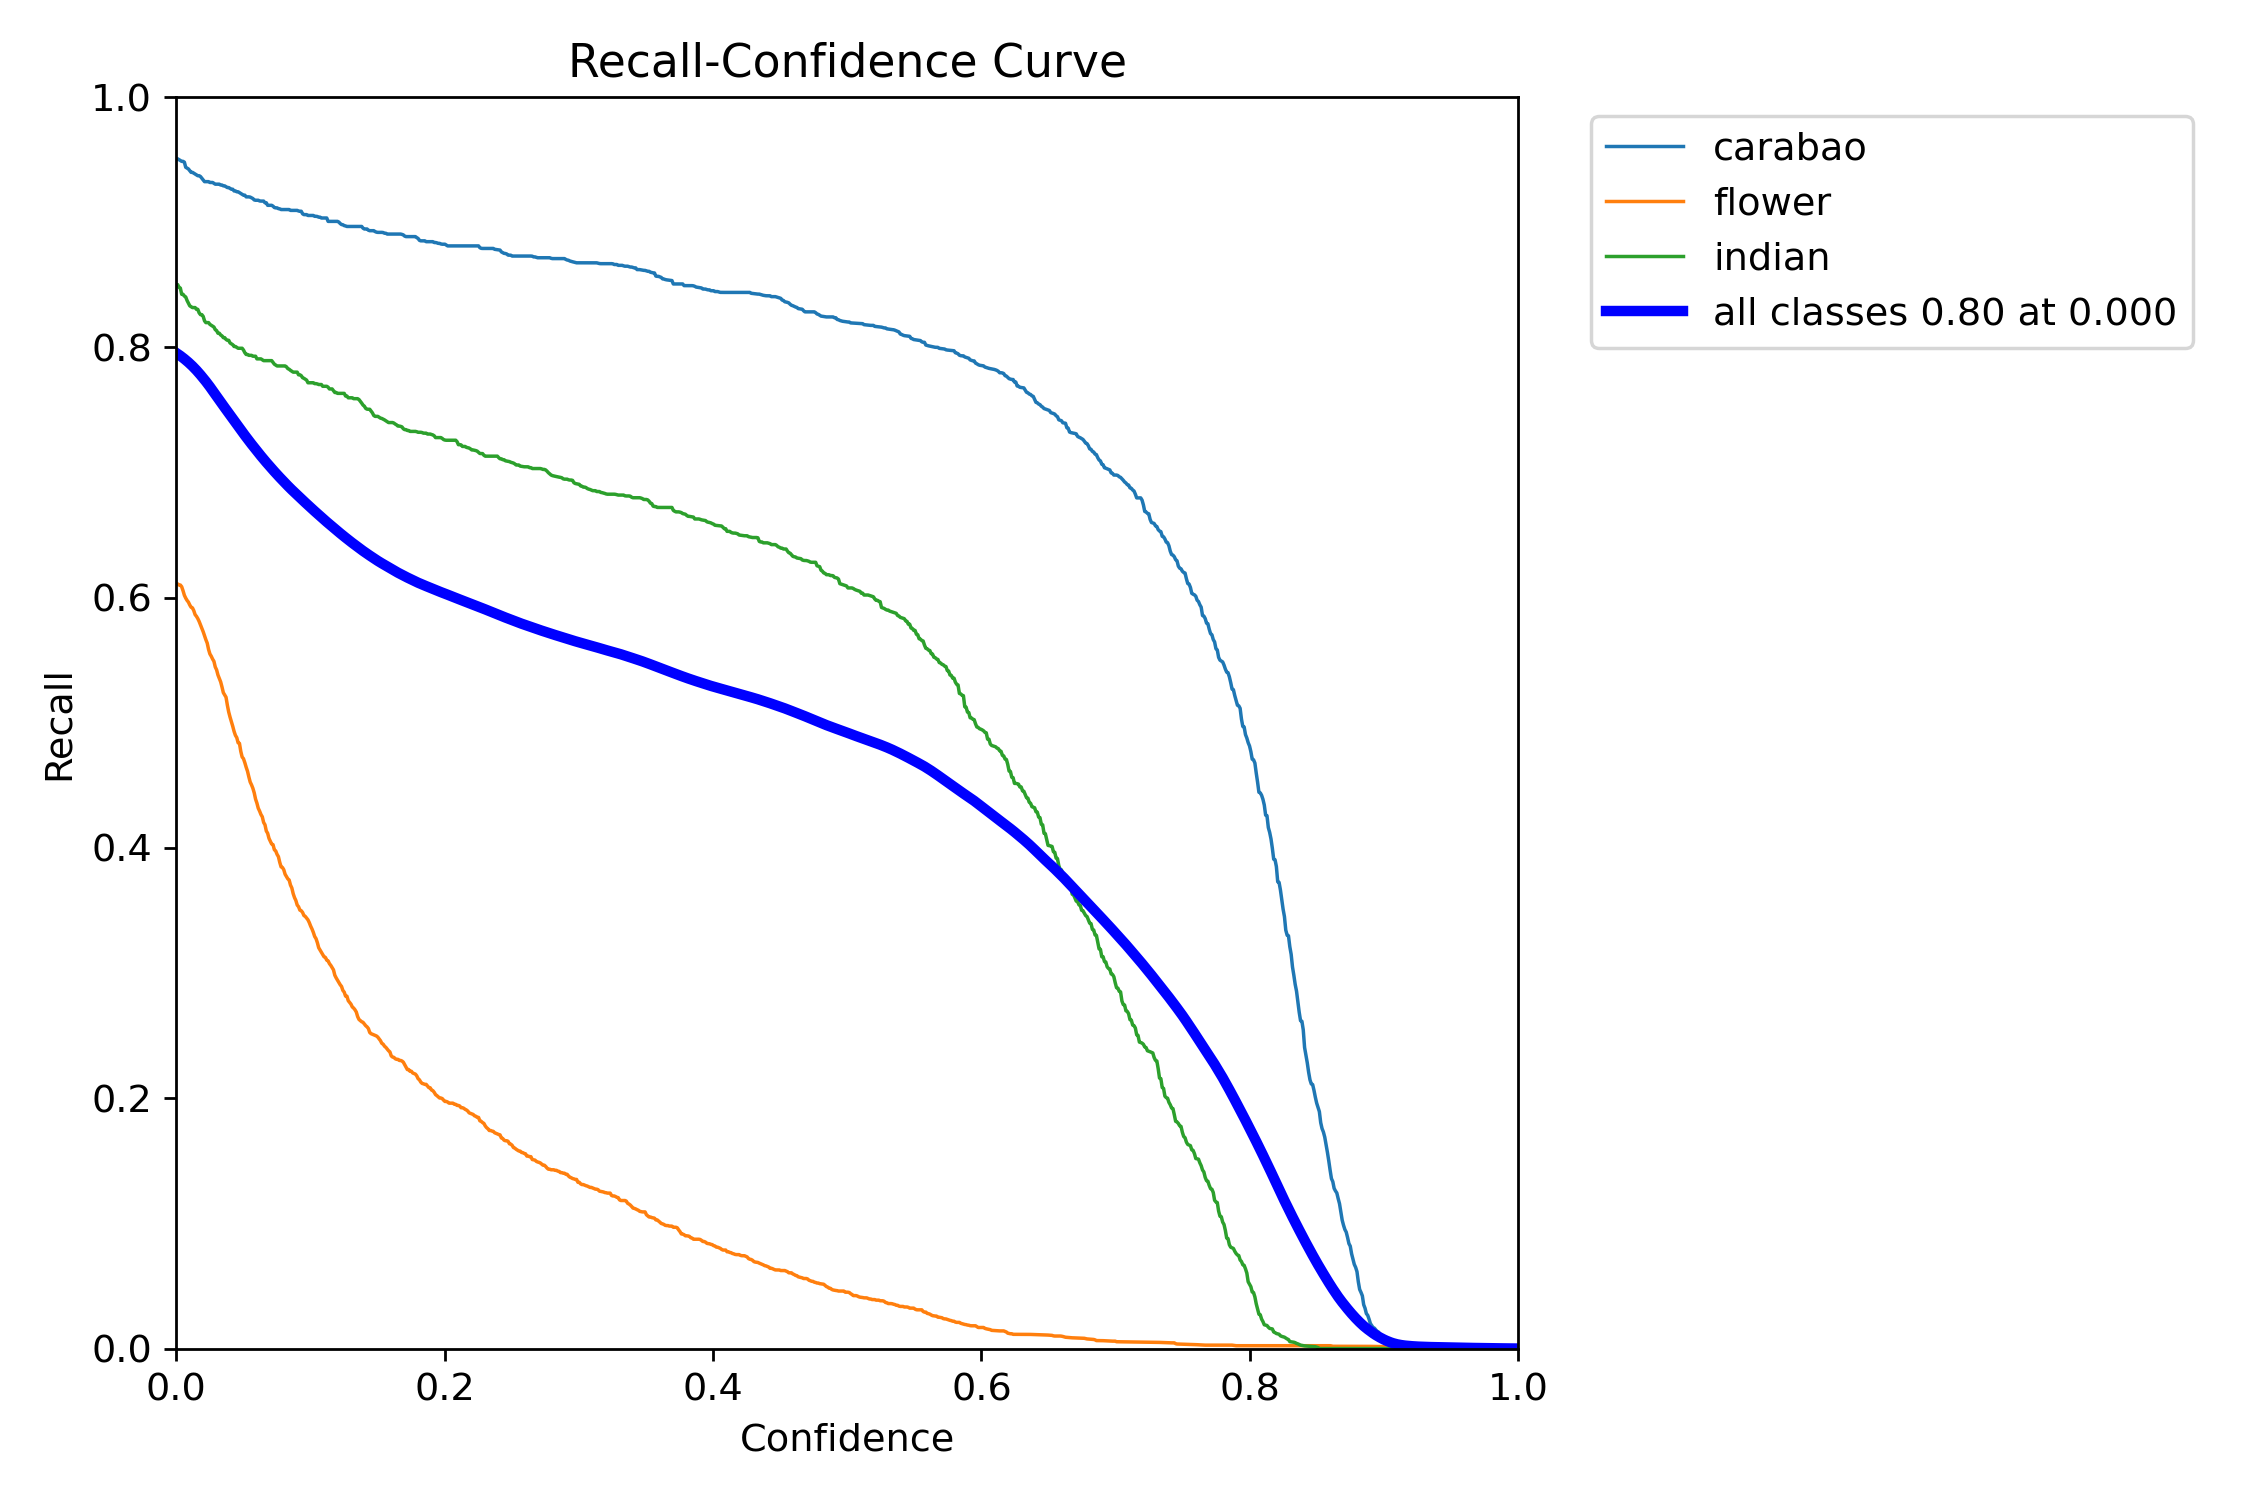 Recall-Confidence Curve
1.0
0.8
0.6
0.4
0.2
0.0
Recall
0.0 0.2 0.4 0.6 0.8 1.0
Confidence
carabao
flower
indian
all classes 0.80 at 0.000